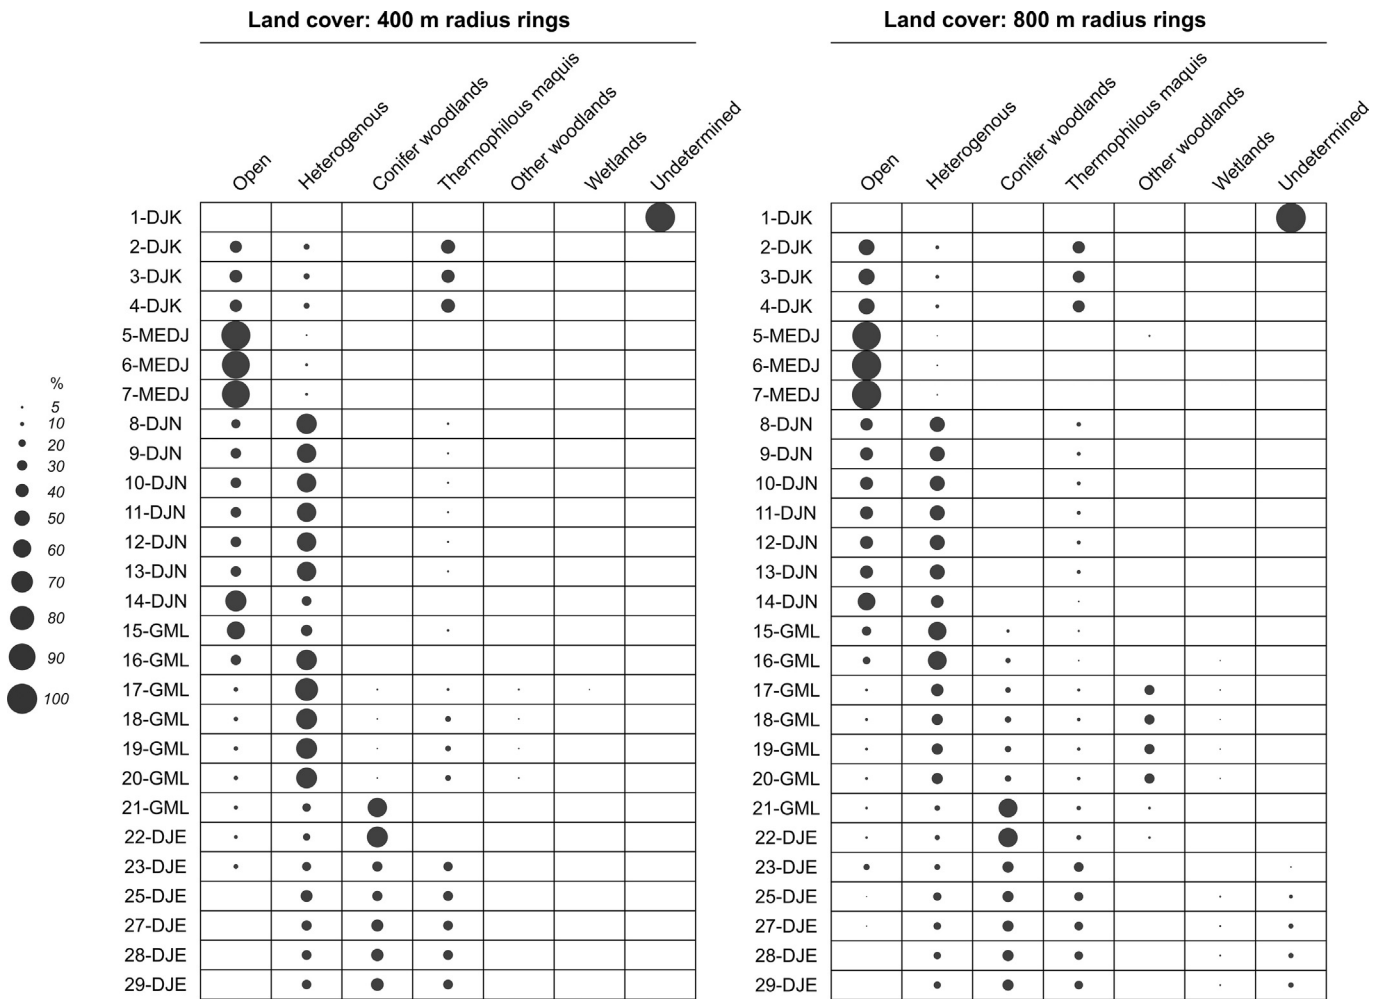 Land cover: 400 m radius rings
Open
Heterogenous
Conifer woodlands
Thermophilous maquis
Other woodlands
Wetlands
Undetermined
1-DJK
2-DJK
3-DJK
4-DJK
5-MEDJ
6-MEDJ
7-MEDJ
8-DJN
9-DJN
10-DJN
11-DJN
12-DJN
13-DJN
14-DJN
15-GML
16-GML
17-GML
18-GML
19-GML
20-GML
21-GML
22-DJE
23-DJE
25-DJE
27-DJE
28-DJE
29-DJE
%
5
10
20
30
40
50
60
70
80
90
100
Land cover: 800 m radius rings
Open
Heterogenous
Conifer woodlands
Thermophilous maquis
Other woodlands
Wetlands
Undetermined
1-DJK
2-DJK
3-DJK
4-DJK
5-MEDJ
6-MEDJ
7-MEDJ
8-DJN
9-DJN
10-DJN
11-DJN
12-DJN
13-DJN
14-DJN
15-GML
16-GML
17-GML
18-GML
19-GML
20-GML
21-GML
22-DJE
23-DJE
25-DJE
27-DJE
28-DJE
29-DJE